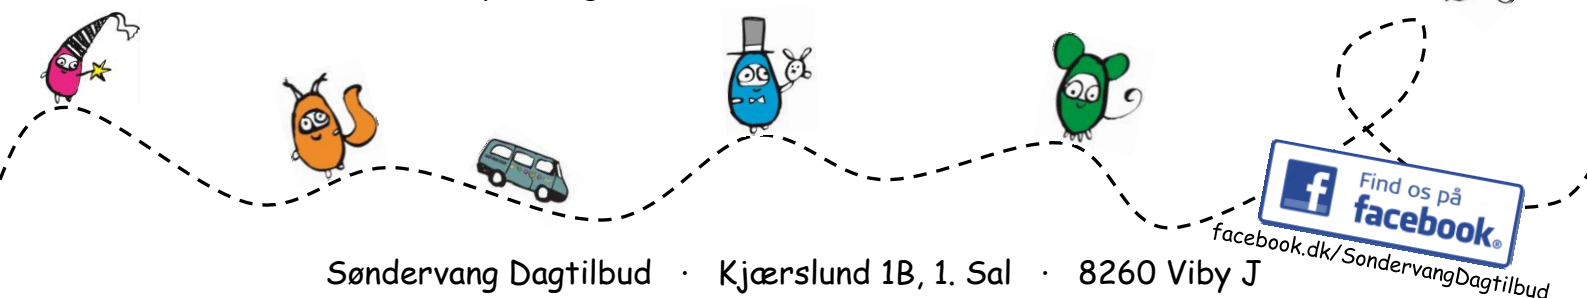 Find os på
facebook.®
facebook.dk/SondervangDagtilbud
Søndervang Dagtilbud · Kjærslund 1B, 1. Sal · 8260 Viby J